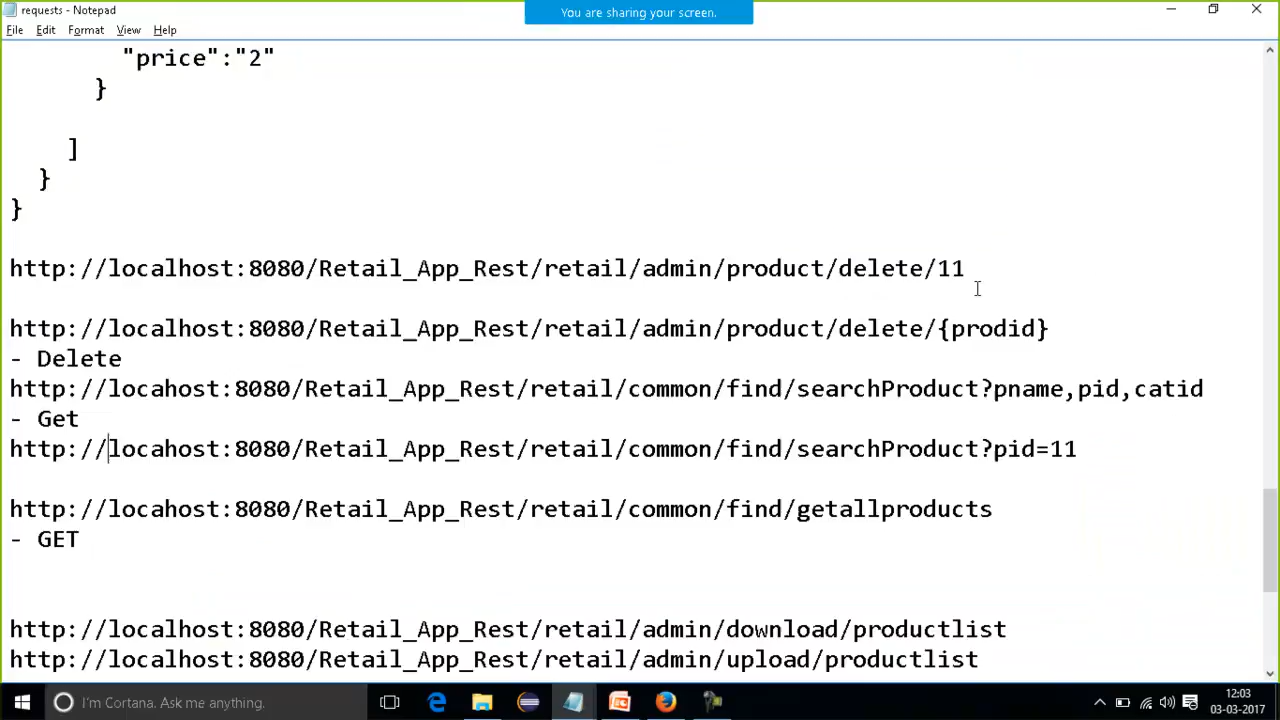 requests - Notepad
You are sharing your screen.
File Edit Format View Help
"price":"2"
}
]
}
}
http://localhost:8080/Retail_App_Rest/retail/admin/product/delete/11
http://localhost:8080/Retail_App_Rest/retail/admin/product/delete/{prodid}
- Delete
http://locahost:8080/Retail_App_Rest/retail/common/find/searchProduct?pname,pid,catid
- Get
http://locahost:8080/Retail_App_Rest/retail/common/find/searchProduct?pid=11
http://locahost:8080/Retail_App_Rest/retail/common/find/getallproducts
- GET
http://locahost:8080/Retail_App_Rest/retail/admin/download/productlist
http://locahost:8080/Retail_App_Rest/retail/admin/upload/productlist
I'm Cortana. Ask me anything.
12:03
03-03-2017